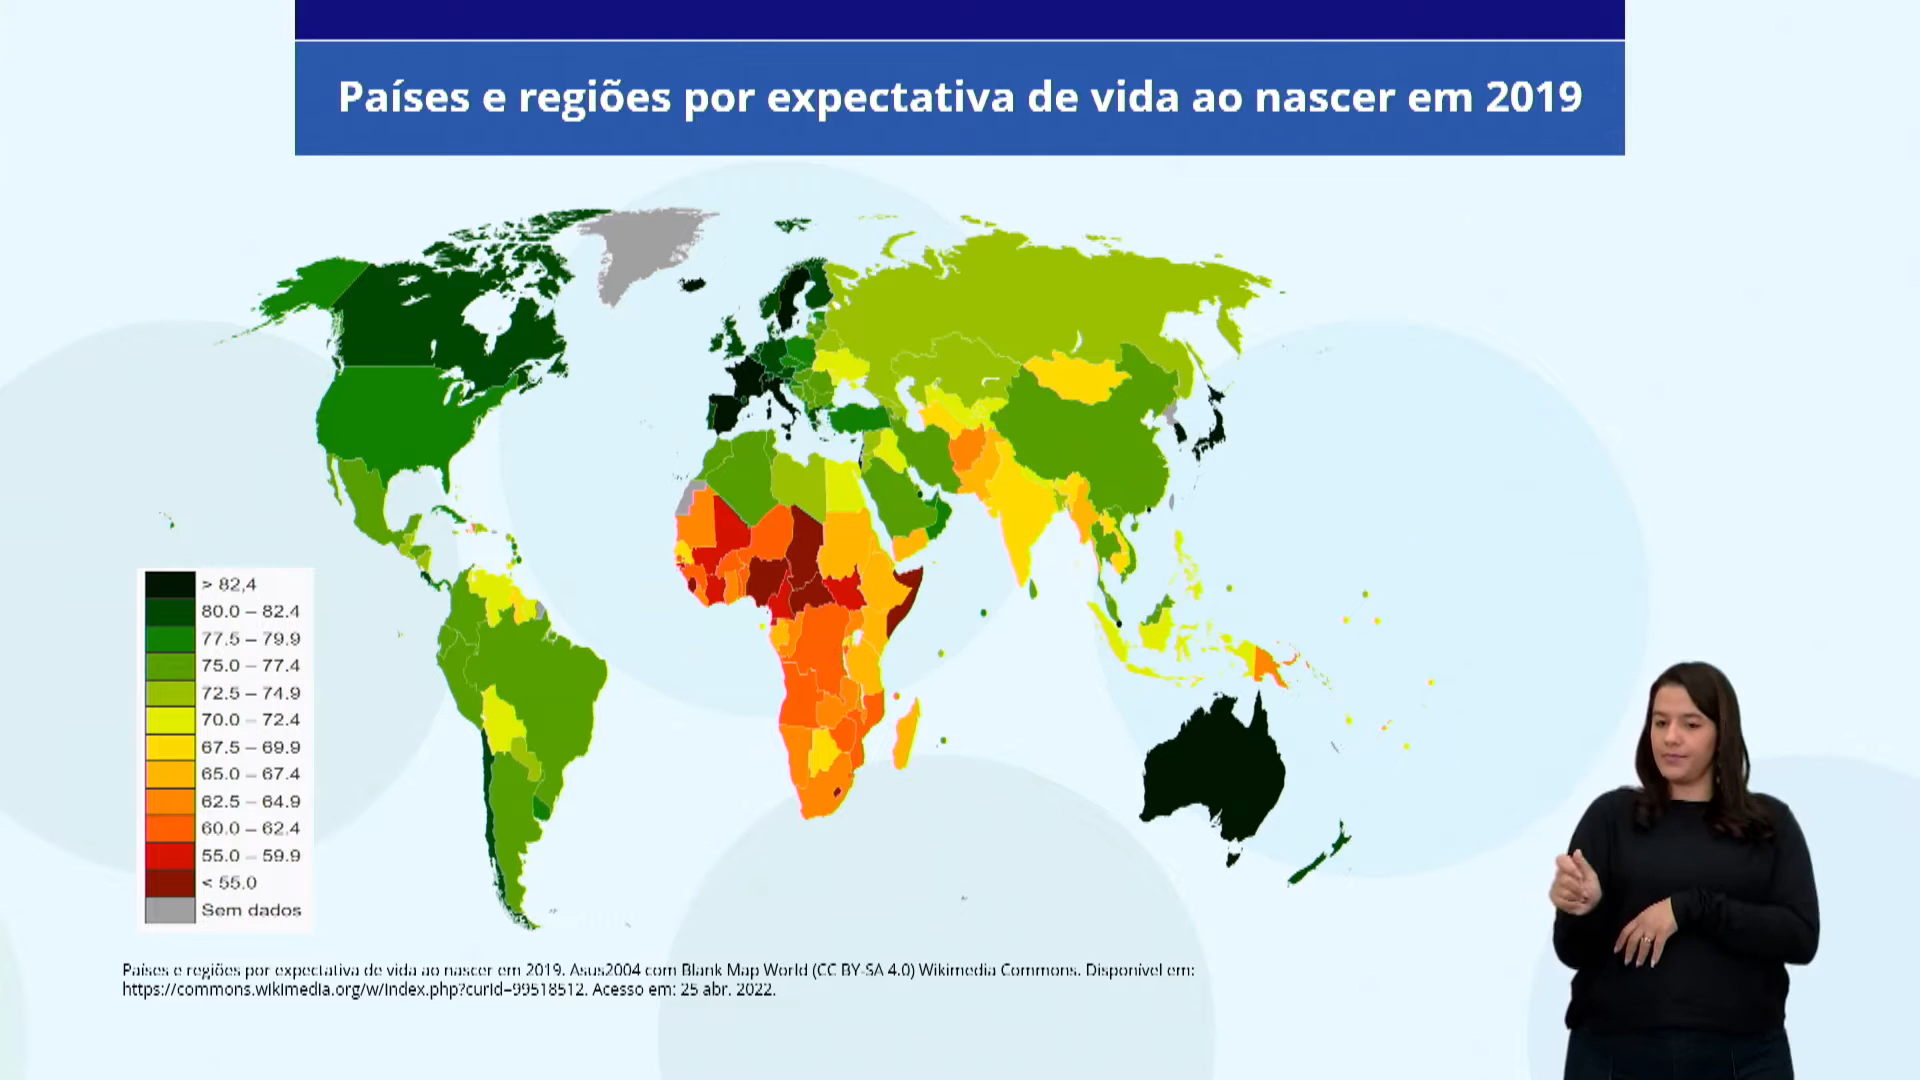 Países e regiões por expectativa de vida ao nascer em 2019
> 82,4
80.0 – 82.4
77.5 – 79.9
75.0 – 77.4
72.5 – 74.9
70.0 – 72.4
67.5 – 69.9
65.0 – 67.4
62.5 – 64.9
60.0 – 62.4
55.0 – 59.9
< 55.0
Sem dados
Países e regiões por expectativa de vida ao nascer em 2019. Asus2004 com Blank Map World (CC BY-SA 4.0) Wikimedia Commons. Disponível em:
https://commons.wikimedia.org/w/index.php?curid=99518512. Acesso em: 25 abr. 2022.